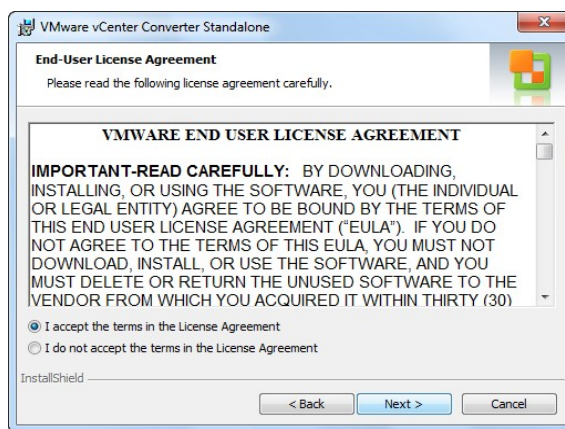 VMware vCenter Converter Standalone
End-User License Agreement
Please read the following license agreement carefully.
VMWARE END USER LICENSE AGREEMENT
IMPORTANT-READ CAREFULLY: BY DOWNLOADING,
INSTALLING, OR USING THE SOFTWARE, YOU (THE INDIVIDUAL
OR LEGAL ENTITY) AGREE TO BE BOUND BY THE TERMS OF
THIS END USER LICENSE AGREEMENT (“EULA”). IF YOU DO
NOT AGREE TO THE TERMS OF THIS EULA, YOU MUST NOT
DOWNLOAD, INSTALL, OR USE THE SOFTWARE, AND YOU
MUST DELETE OR RETURN THE UNUSED SOFTWARE TO THE
VENDOR FROM WHICH YOU ACQUIRED IT WITHIN THIRTY (30)
I accept the terms in the License Agreement
I do not accept the terms in the License Agreement
InstallShield
< Back Next > Cancel